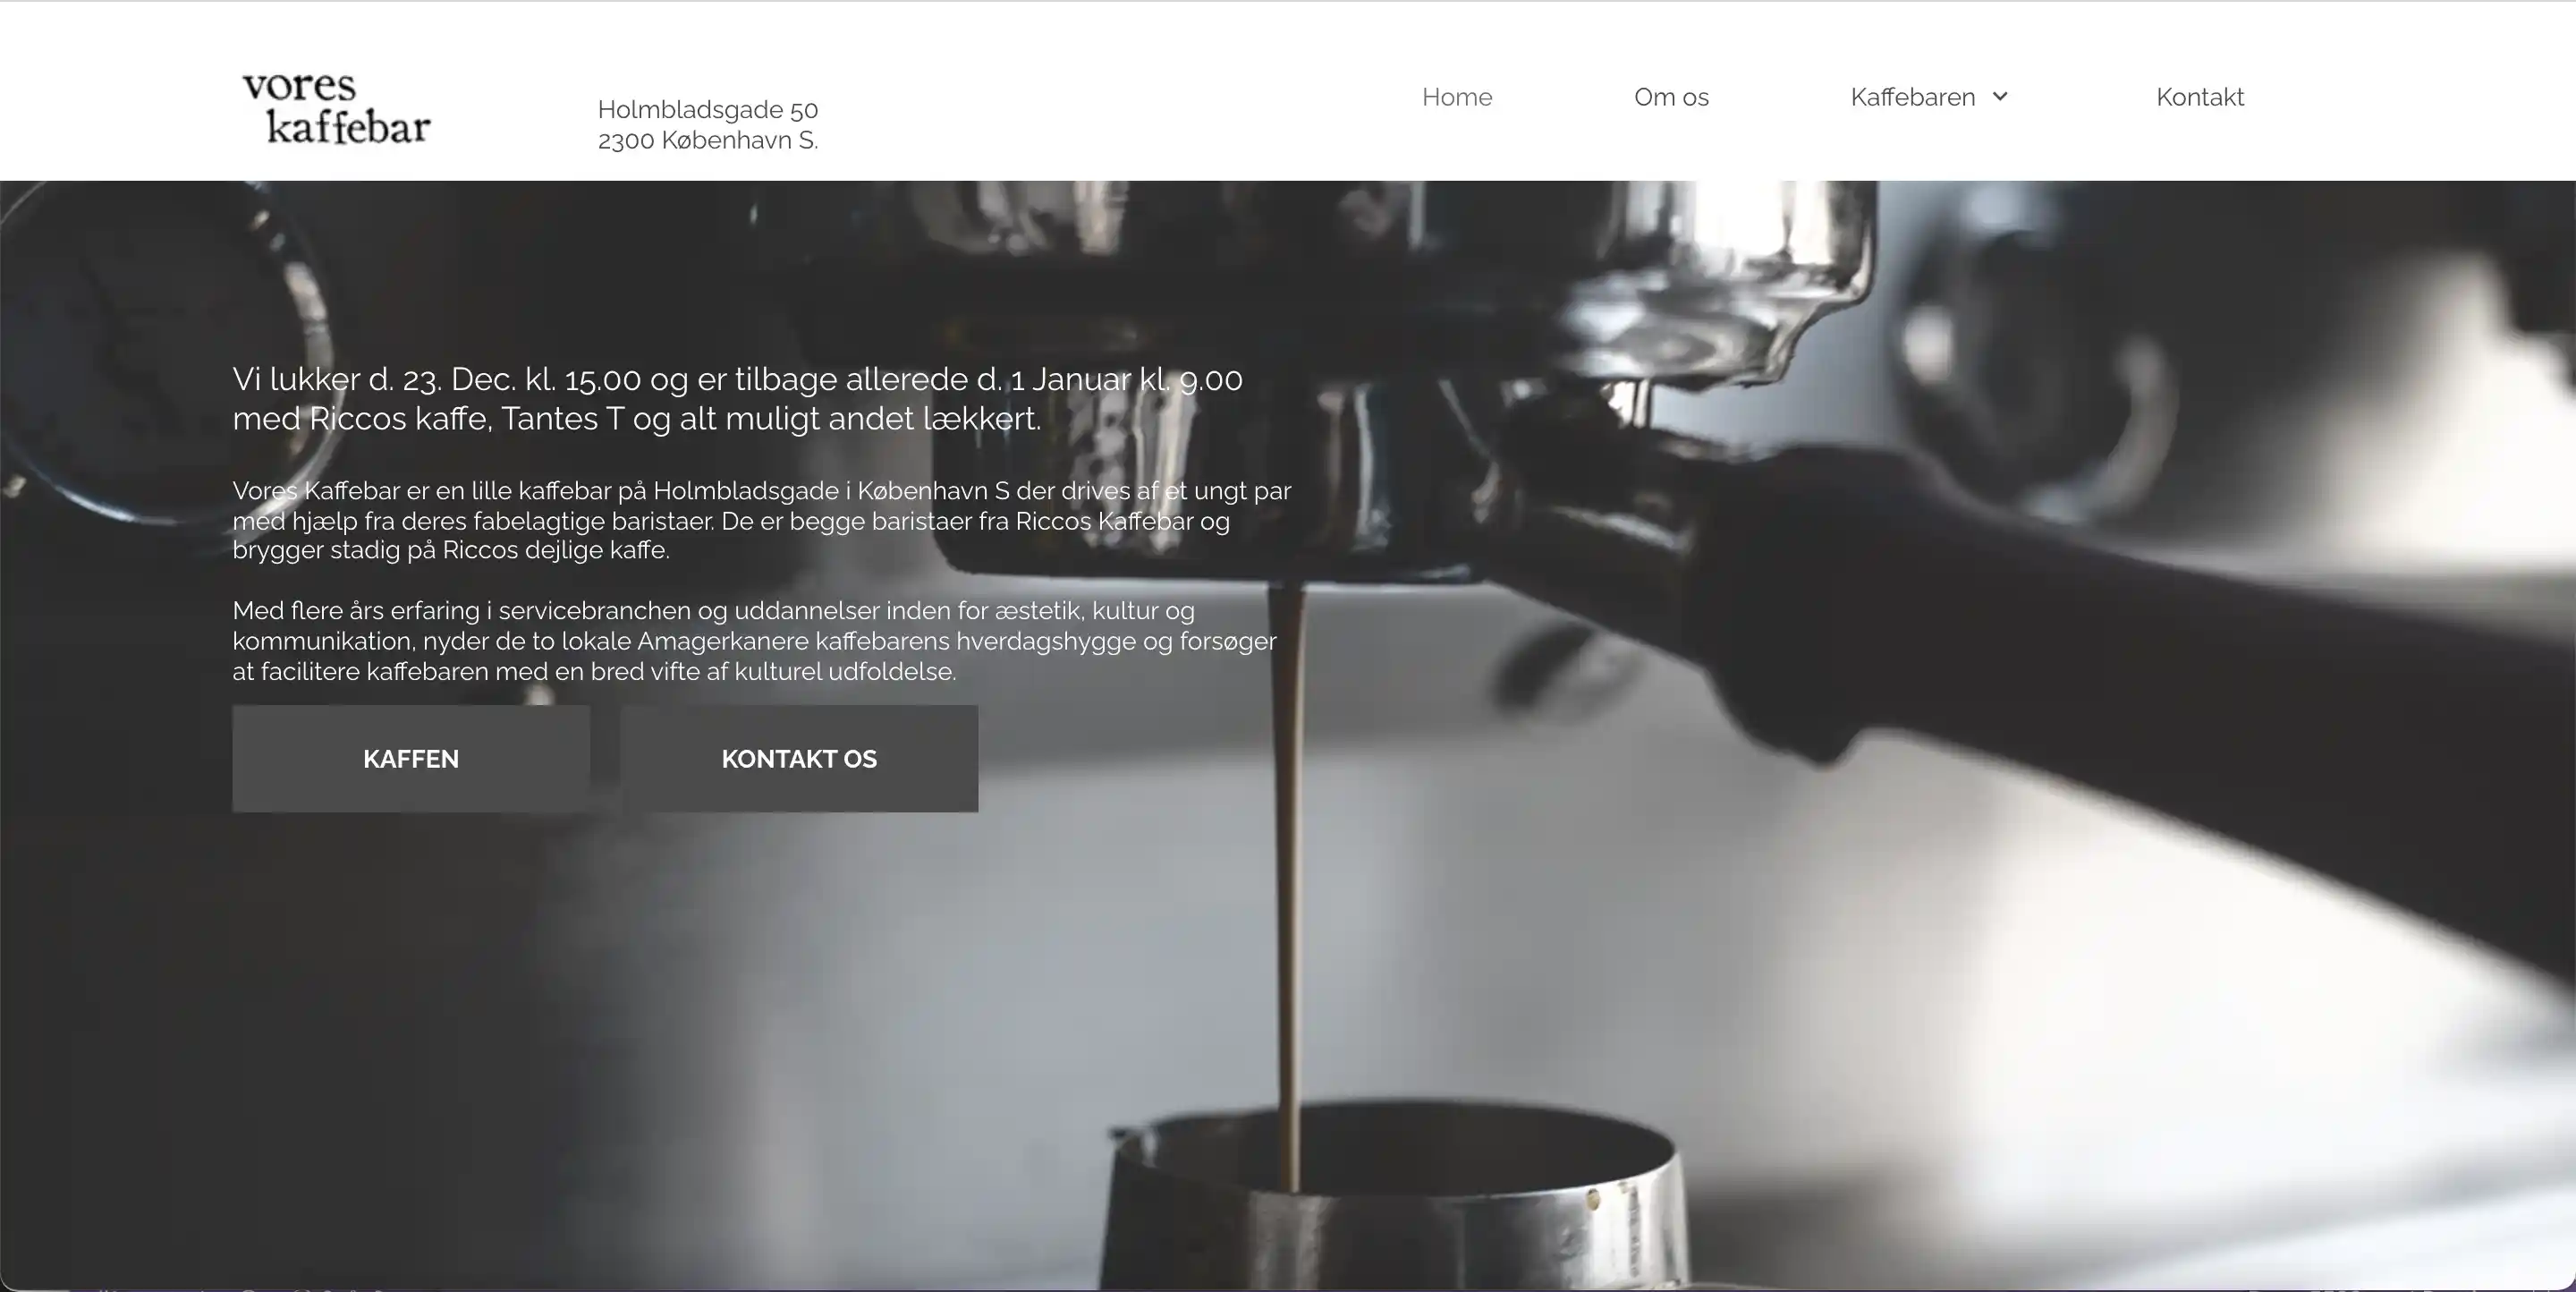 vores
kaffebar
Holmbladsgade 50
2300 København S.
Home
Om os
Kaffebaren
Kontakt
Vi lukker d. 23. Dec. kl. 15.00 og er tilbage allerede d. 1 Januar kl. 9.00
med Riccos kaffe, Tantes T og alt muligt andet lækkert.
Vores Kaffebar er en lille kaffebar på Holmbladsgade i København S der drives af et ungt par
med hjælp fra deres fabelagtige baristaer. De er begge baristaer fra Riccos Kaffebar og
brygger stadig på Riccos dejlige kaffe.
Med flere års erfaring i servicebranchen og uddannelser inden for æstetik, kultur og
kommunikation, nyder de to lokale Amagerkanere kaffebarens hverdagshygge og forsøger
at facilitere kaffebaren med en bred vifte af kulturel udfoldelse.
KAFFEN
KONTAKT OS